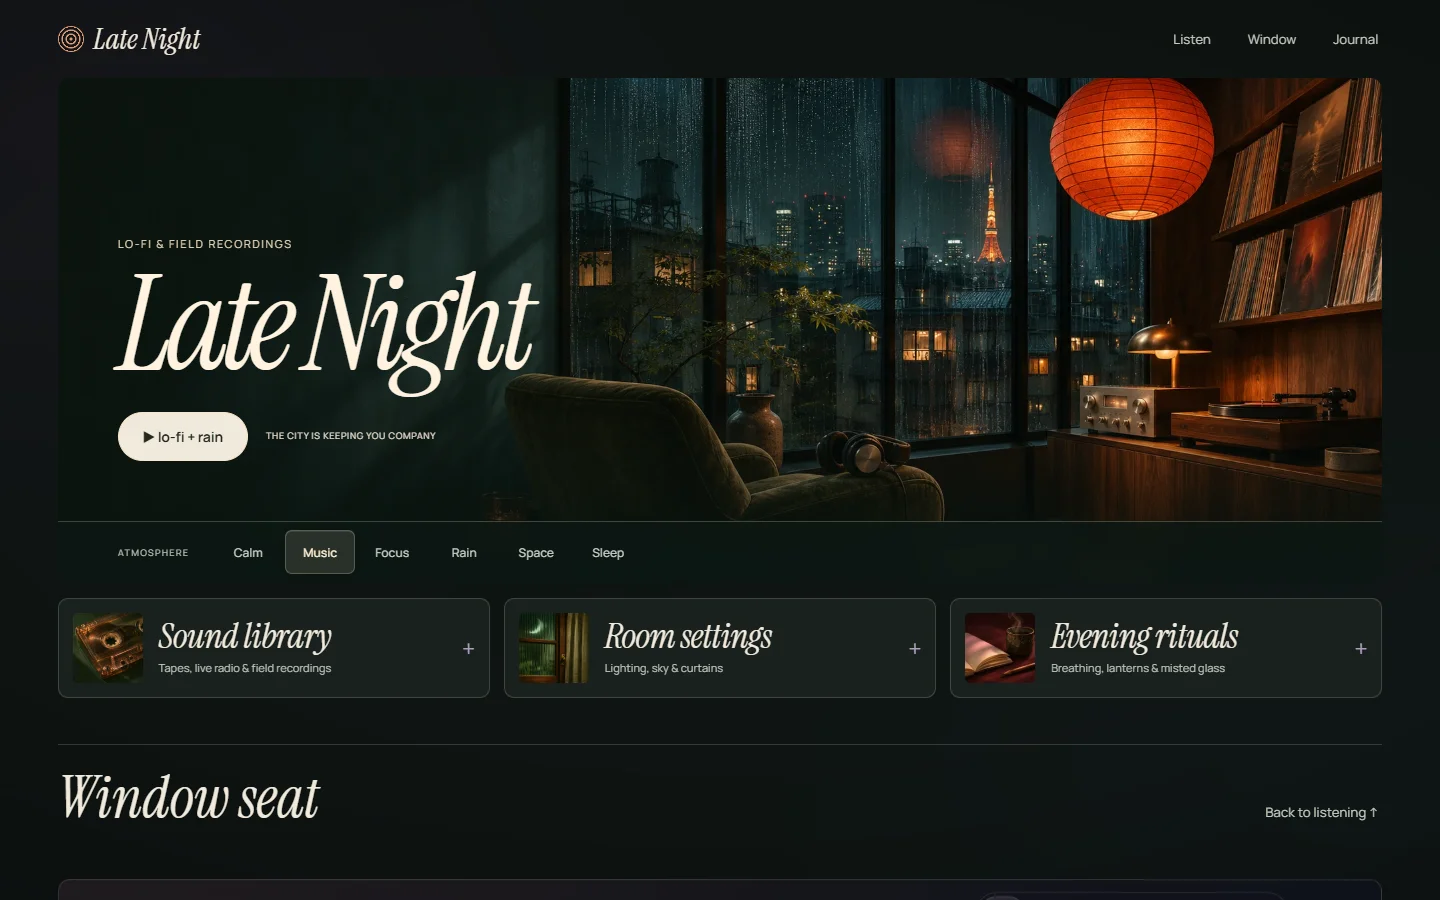 Late Night
Listen
Window
Journal
LO-FI & FIELD RECORDINGS
Late Night
▶ lo-fi + rain
THE CITY IS KEEPING YOU COMPANY
ATMOSPHERE
Calm
Music
Focus
Rain
Space
Sleep
Sound library
Tapes, live radio & field recordings
+
Room settings
Lighting, sky & curtains
+
Evening rituals
Breathing, lanterns & misted glass
+
Window seat
Back to listening ↑